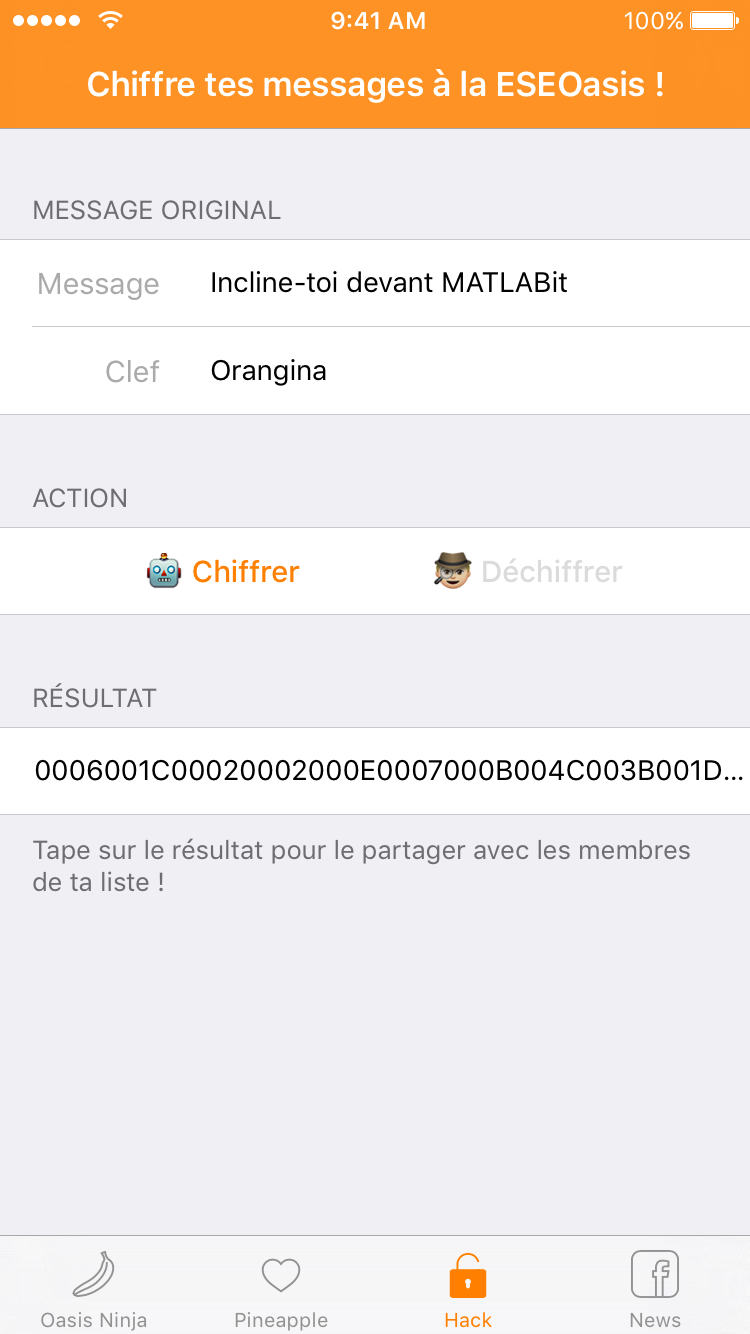 9:41 AM 100%
Chiffre tes messages à la ESEOasis !
MESSAGE ORIGINAL
Message Incline-toi devant MATLABit
Clef Orangina
ACTION
Chiffrer Déchiffrer
RÉSULTAT
0006001C00020002000E0007000B004C003B001D...
Tape sur le résultat pour le partager avec les membres
de ta liste !
Oasis Ninja Pineapple Hack News